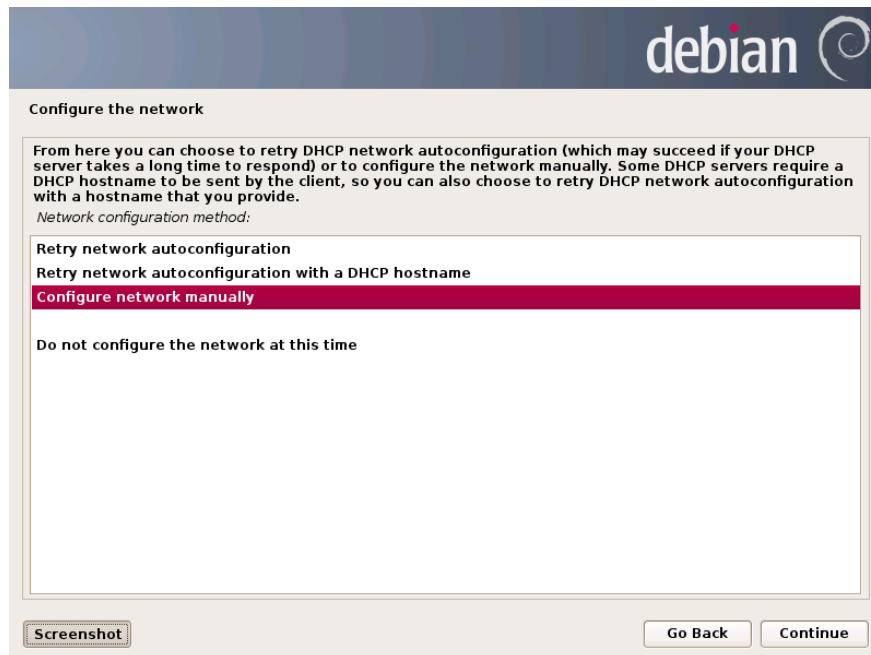 debian
Configure the network
From here you can choose to retry DHCP network autoconfiguration (which may succeed if your DHCP
server takes a long time to respond) or to configure the network manually. Some DHCP servers require a
DHCP hostname to be sent by the client, so you can also choose to retry DHCP network autoconfiguration
with a hostname that you provide.
Network configuration method:
Retry network autoconfiguration
Retry network autoconfiguration with a DHCP hostname
Configure network manually
Do not configure the network at this time
Screenshot
Go Back
Continue